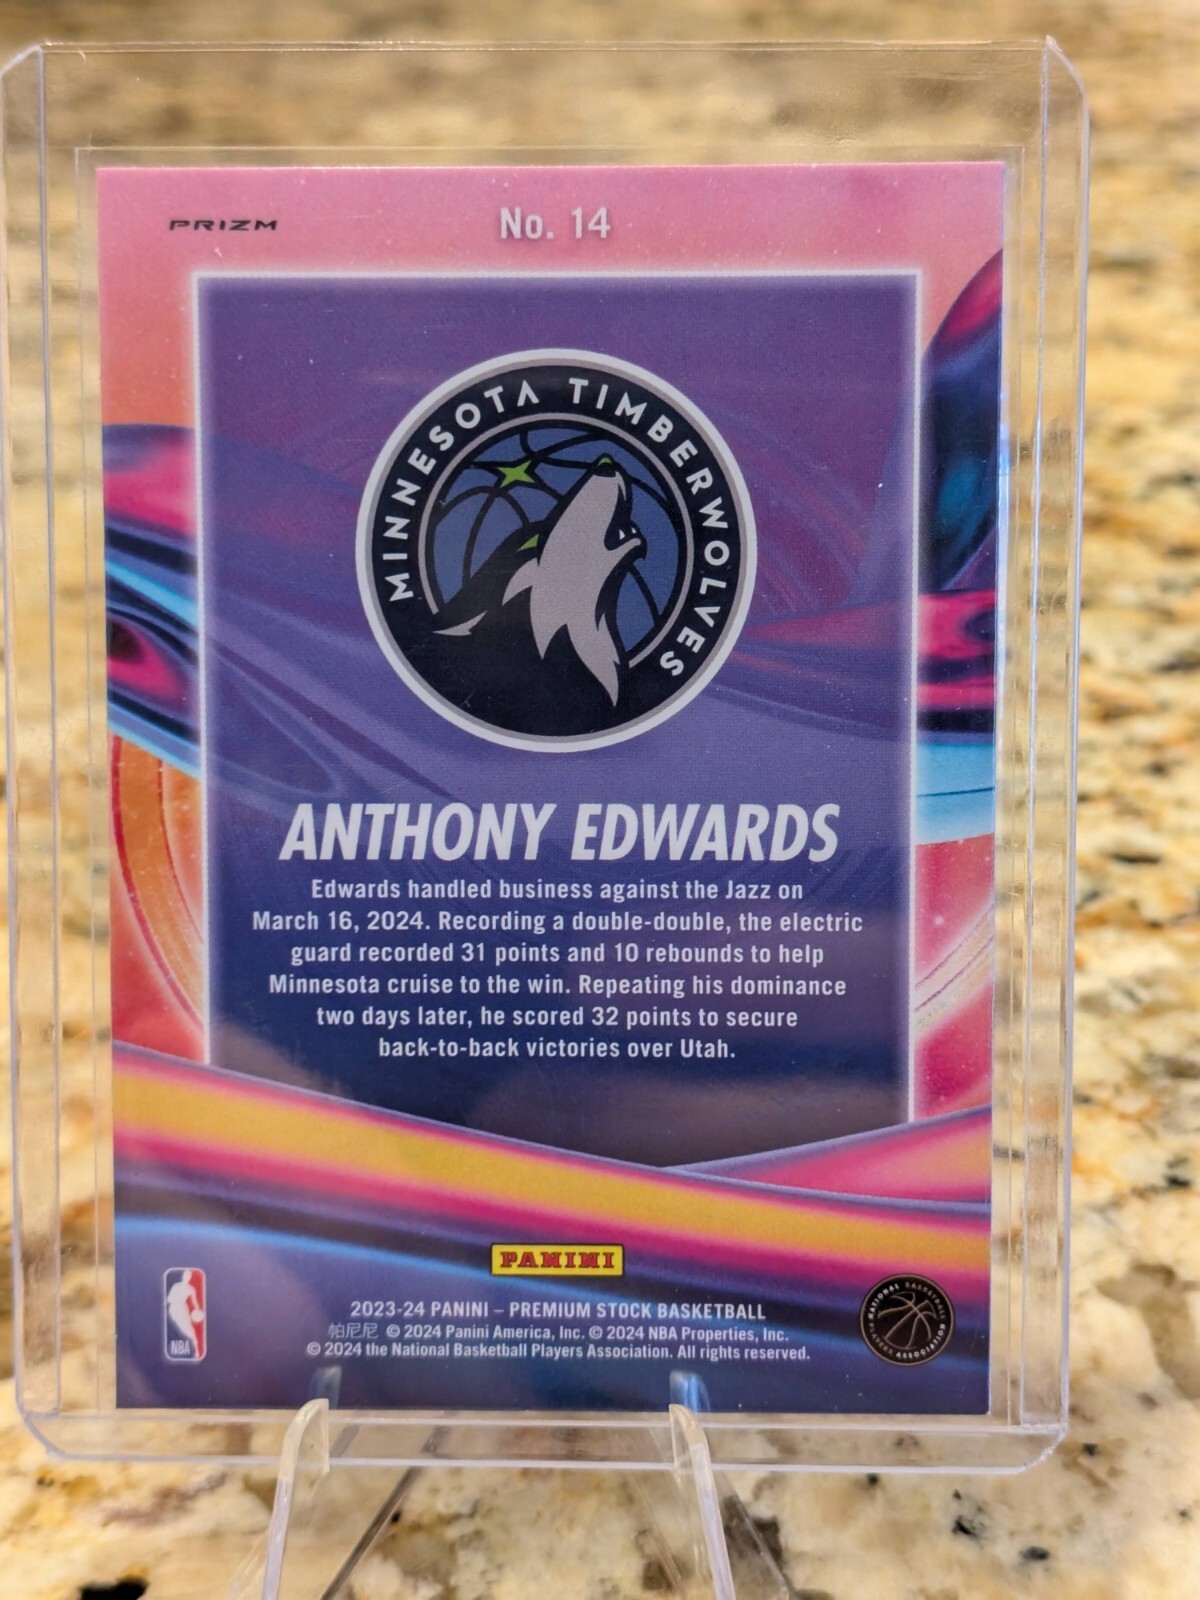 PRIZM
No. 14
MINNESOTA TIMBERWOLVES
ANTHONY EDWARDS
Edwards handled business against the Jazz on
March 16, 2024. Recording a double-double, the electric
guard recorded 31 points and 10 rebounds to help
Minnesota cruise to the win. Repeating his dominance
two days later, he scored 32 points to secure
back-to-back victories over Utah.
PANINI
2023-24 PANINI – PREMIUM STOCK BASKETBALL
帕尼尼 © 2024 Panini America, Inc. © 2024 NBA Properties, Inc.
© 2024 the National Basketball Players Association. All rights reserved.
NBA
NATIONAL BASKETBALL PLAYERS ASSOCIATION